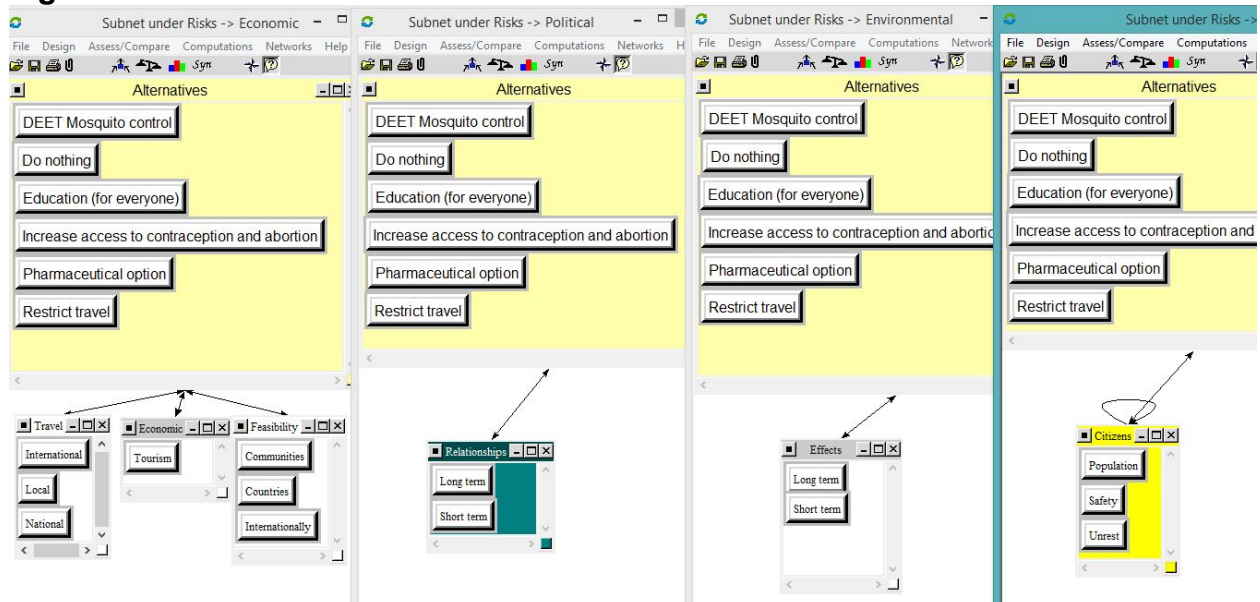 Subnet under Risks -> Economic
File Design Assess/Compare Computations Networks Help
Syn
Alternatives
DEET Mosquito control
Do nothing
Education (for everyone)
Increase access to contraception and abortion
Pharmaceutical option
Restrict travel
Travel
International
Local
National
Economic
Tourism
Feasibility
Communities
Countries
Internationally
Subnet under Risks -> Political
File Design Assess/Compare Computations Networks H
Syn
Alternatives
DEET Mosquito control
Do nothing
Education (for everyone)
Increase access to contraception and abortion
Pharmaceutical option
Restrict travel
Relationships
Long term
Short term
Subnet under Risks -> Environmental
File Design Assess/Compare Computations Network
Syn
Alternatives
DEET Mosquito control
Do nothing
Education (for everyone)
Increase access to contraception and abortio
Pharmaceutical option
Restrict travel
Effects
Long term
Short term
Subnet under Risks ->
File Design Assess/Compare Computations
Syn
Alternatives
DEET Mosquito control
Do nothing
Education (for everyone)
Increase access to contraception and
Pharmaceutical option
Restrict travel
Citizens
Population
Safety
Unrest